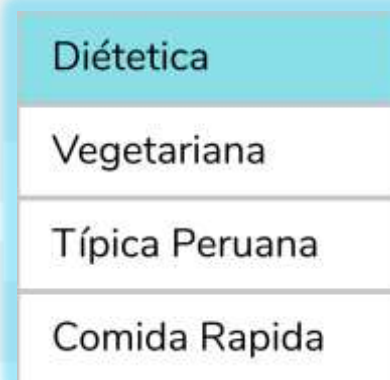 Diétetica
Vegetariana
Típica Peruana
Comida Rapida